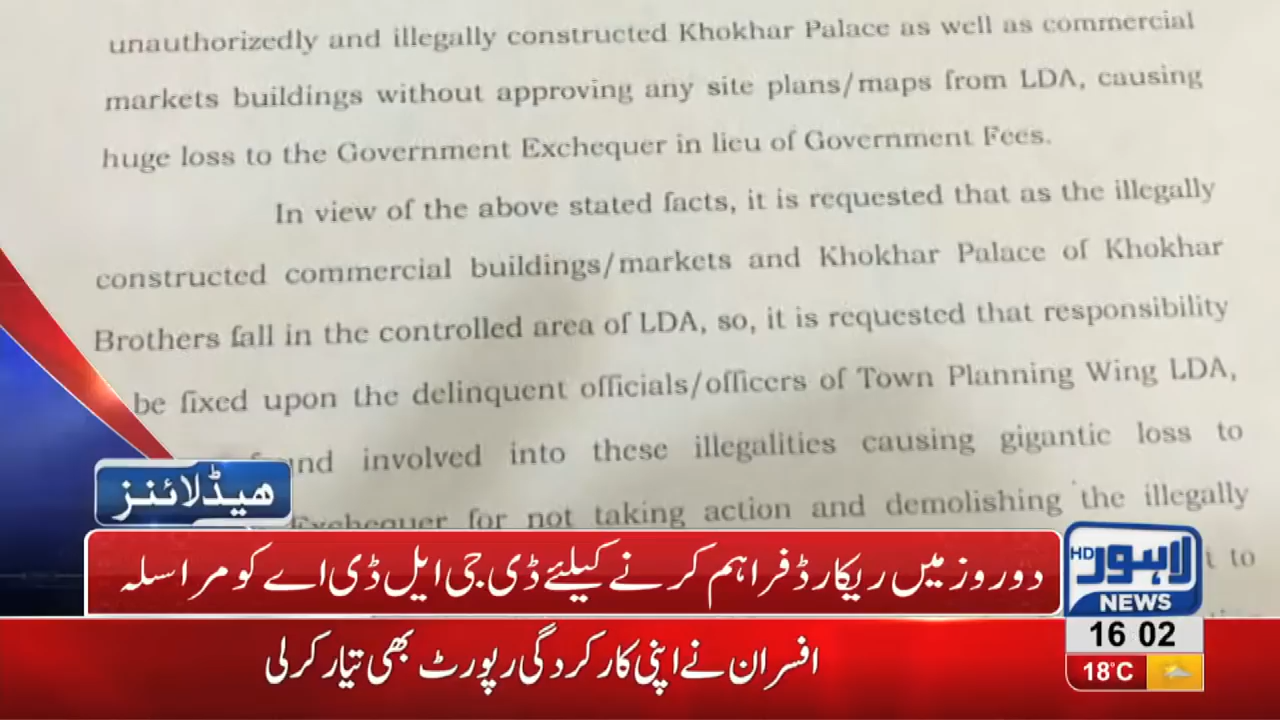 unauthorizedly and illegally constructed Khokhar Palace as well as commercial
markets buildings without approving any site plans/maps from LDA, causing
huge loss to the Government Exchequer in lieu of Government Fees.
In view of the above stated facts, it is requested that as the illegally
constructed commercial buildings/markets and Khokhar Palace of Khokhar
Brothers fall in the controlled area of LDA, so, it is requested that responsibility
be fixed upon the delinquent officials/officers of Town Planning Wing LDA,
involved into these illegalities causing gigantic loss to
Exchequer for not taking action and demolishing the illegally
to
ھیڈلائنز
دوروز میں ریکارڈ فراہم کرنے کیلئے ڈی جی ایل ڈی اے کو مراسلہ
افسران نے اپنی کارکردگی رپورٹ بھی تیار کرلی
لاہور HD
NEWS
16 02
18°C